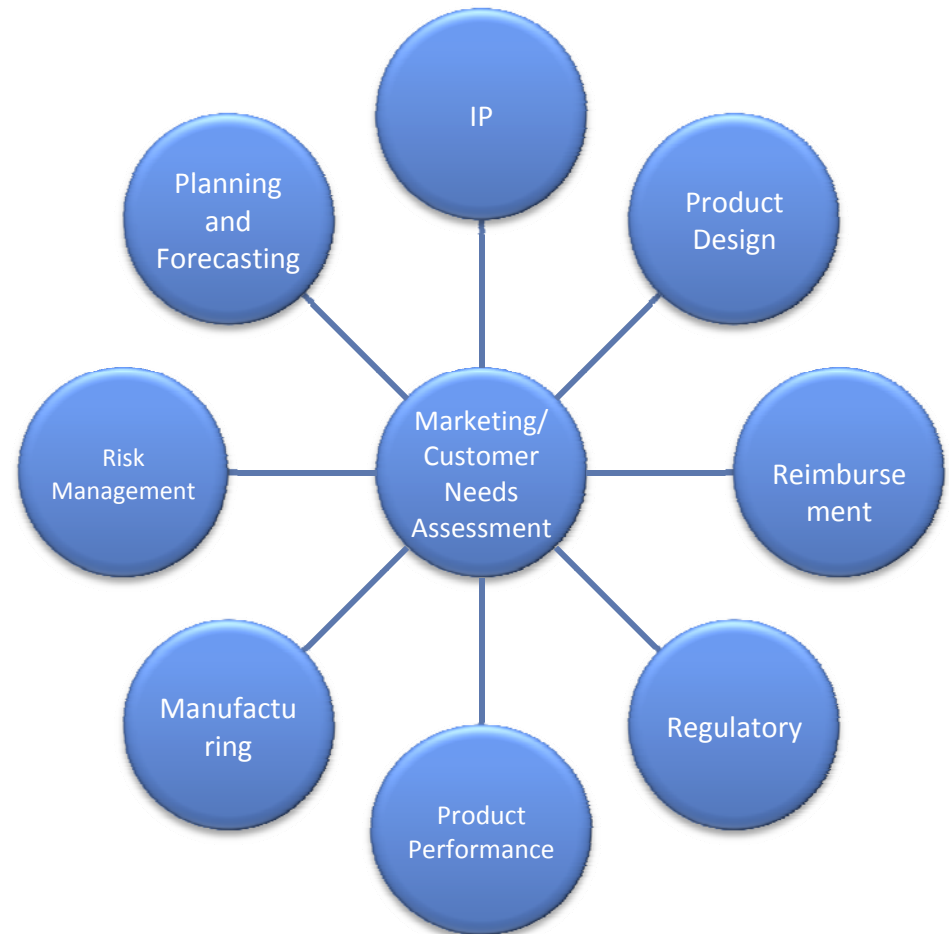 IP
Planning
and
Forecasting
Product
Design
Marketing/
Customer
Needs
Assessment
Risk
Management
Reimburse
ment
Manufactu
ring
Regulatory
Product
Performance